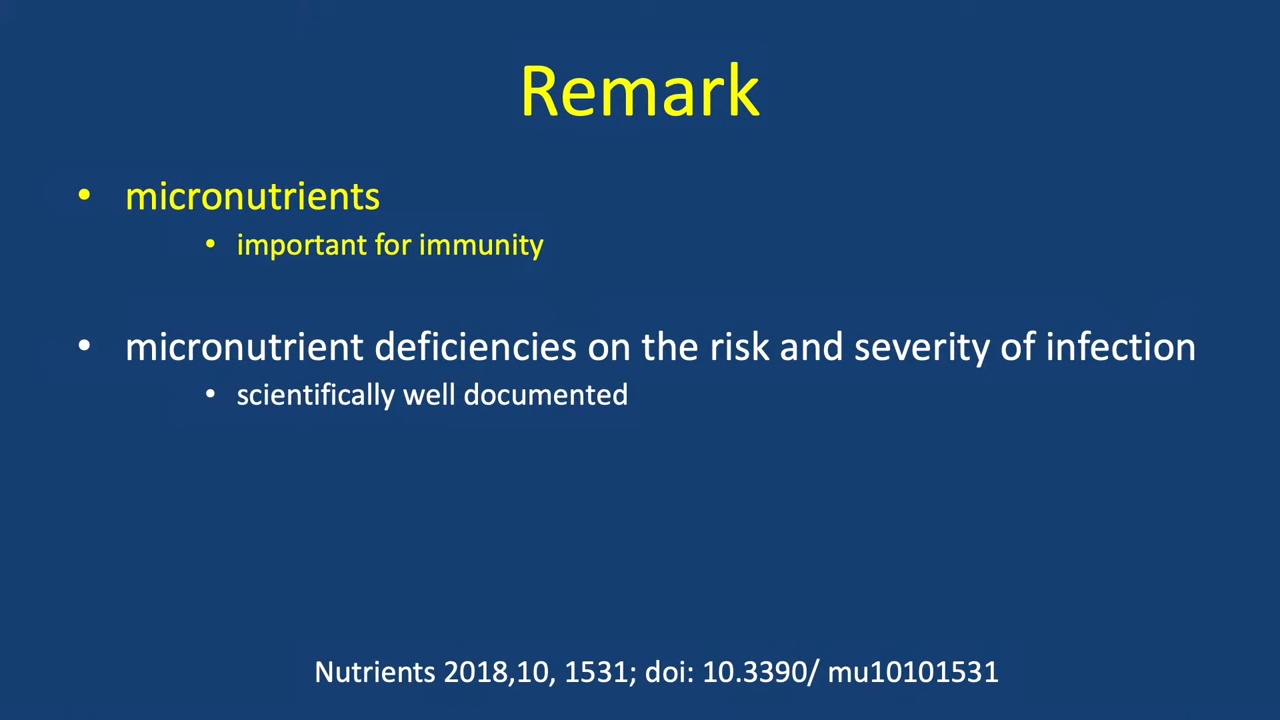 Remark
• micronutrients
• important for immunity
• micronutrient deficiencies on the risk and severity of infection
• scientifically well documented
Nutrients 2018,10, 1531; doi: 10.3390/ mu10101531